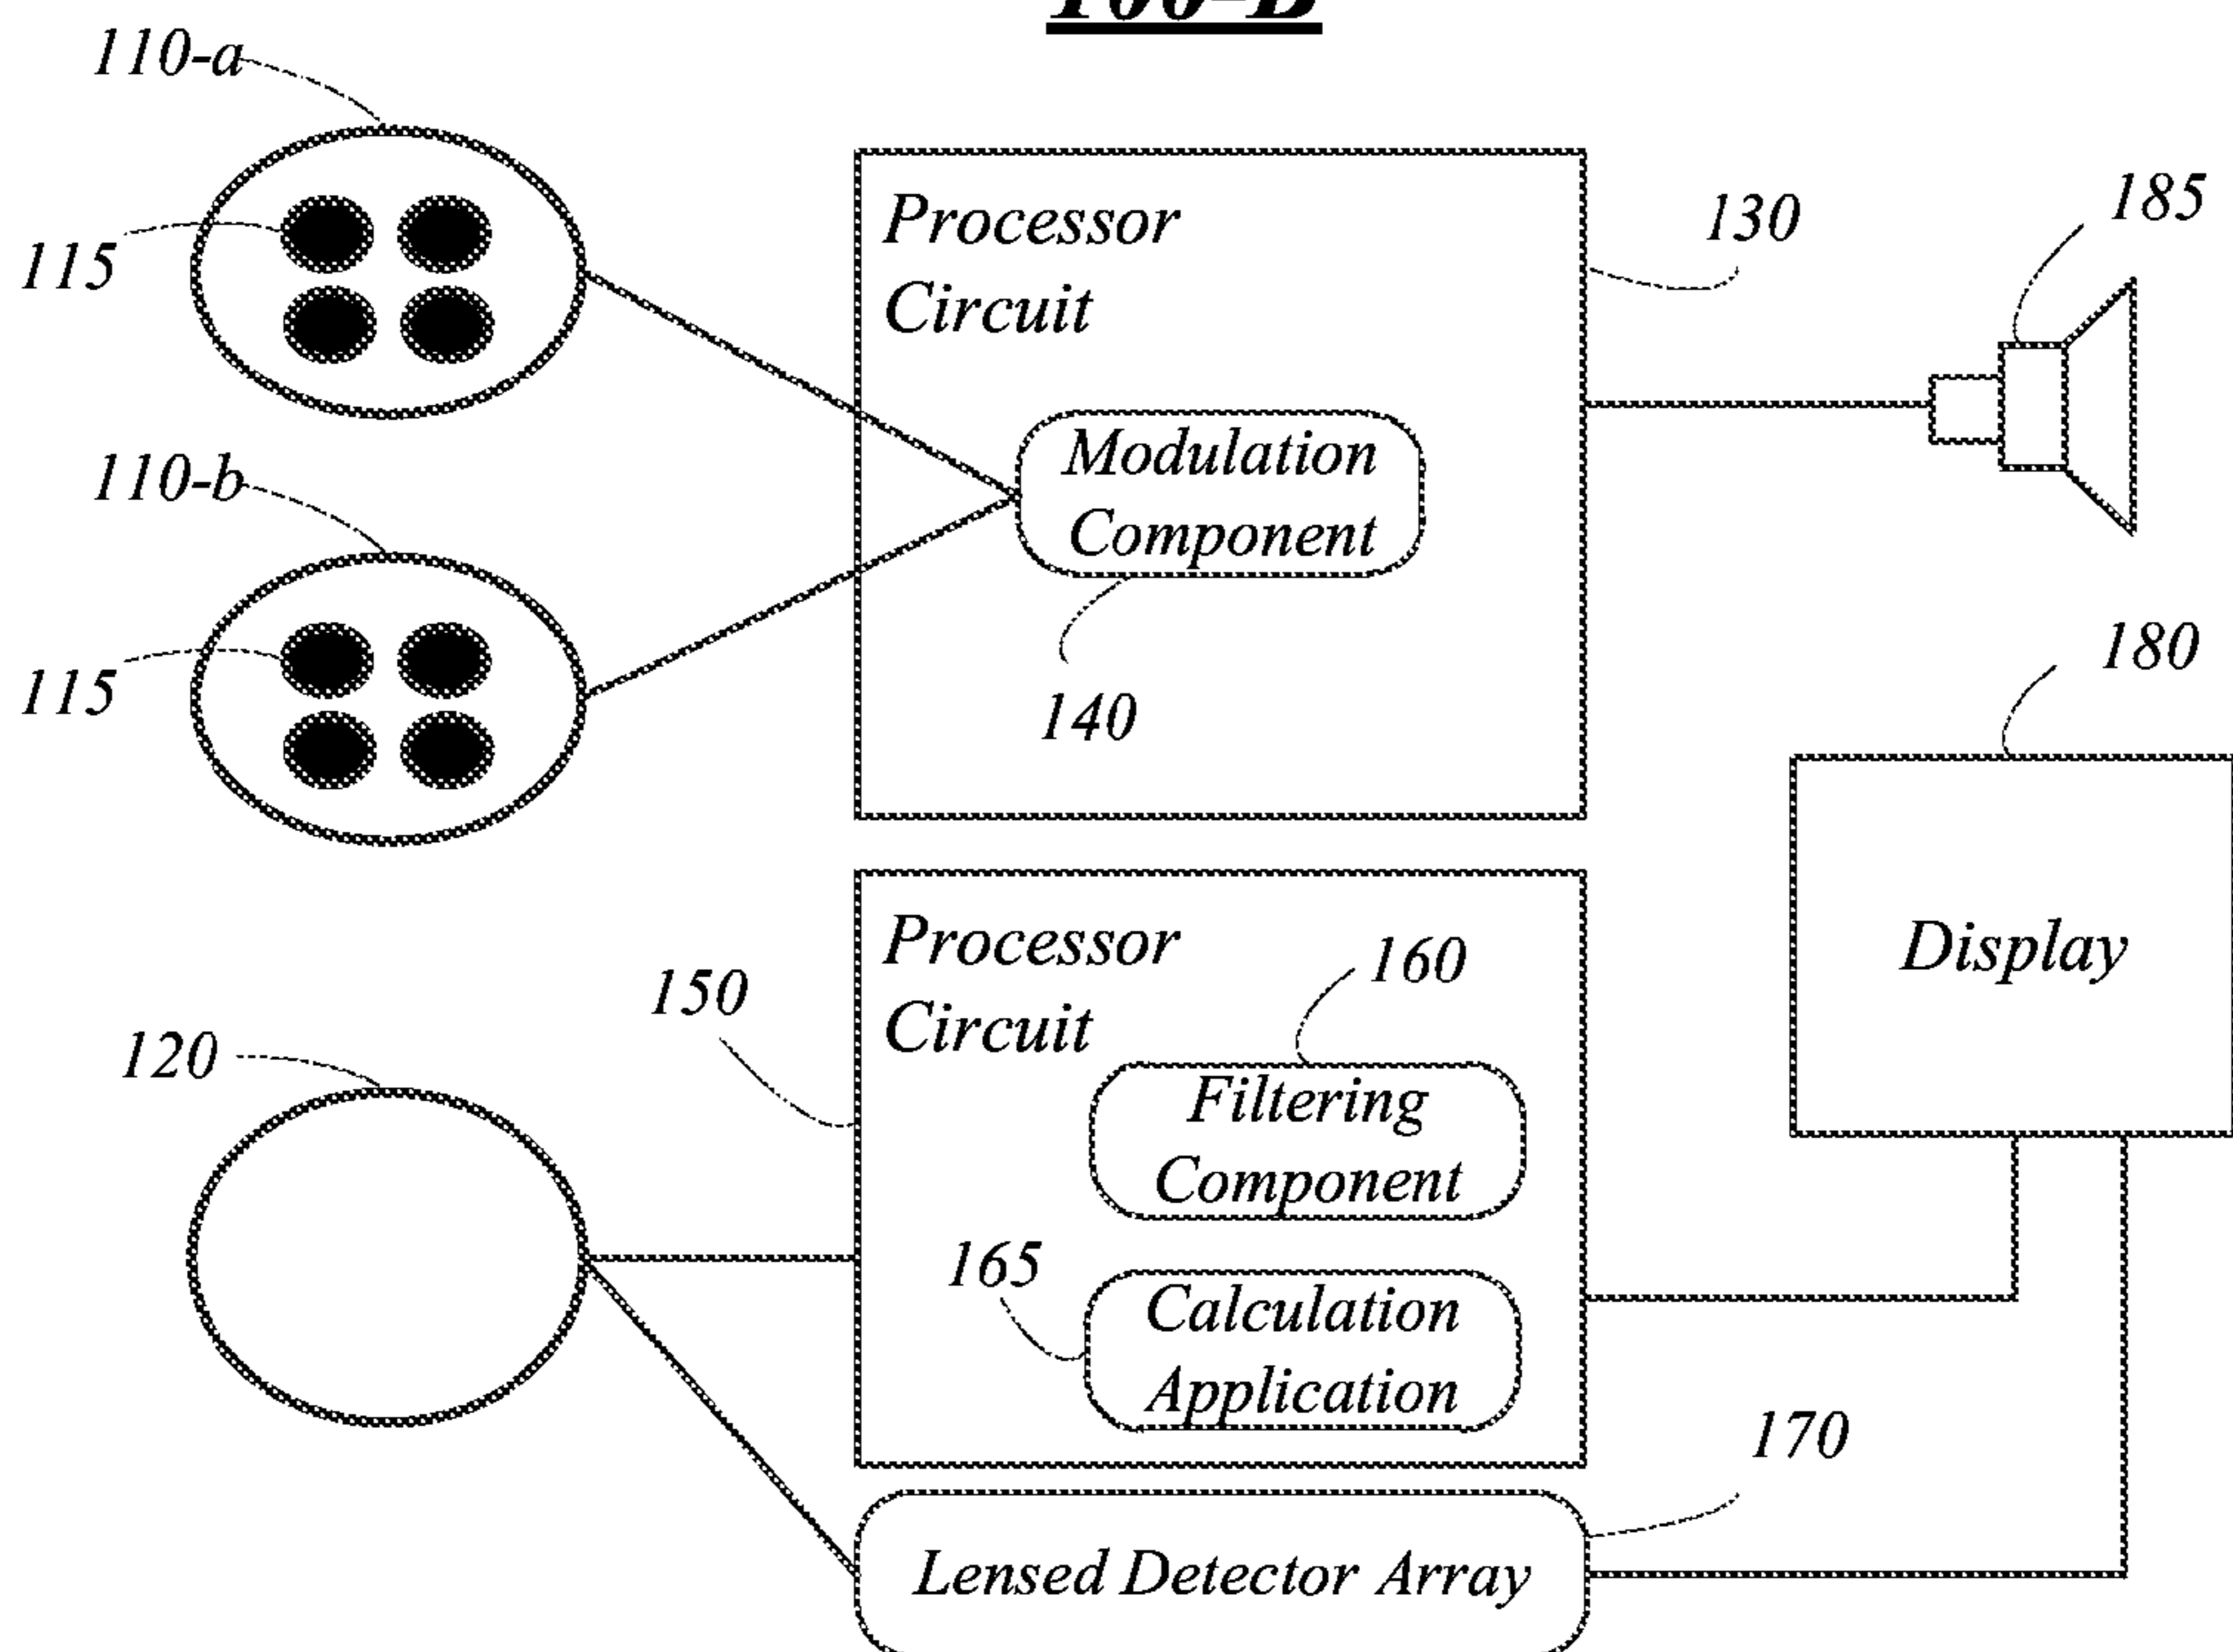 100-B
110-a
115
Processor
Circuit
130
185
Modulation
Component
110-b
115
140
180
Processor
Circuit
160
Display
150
120
Filtering
Component
165
Calculation
Application
170
Lensed Detector Array